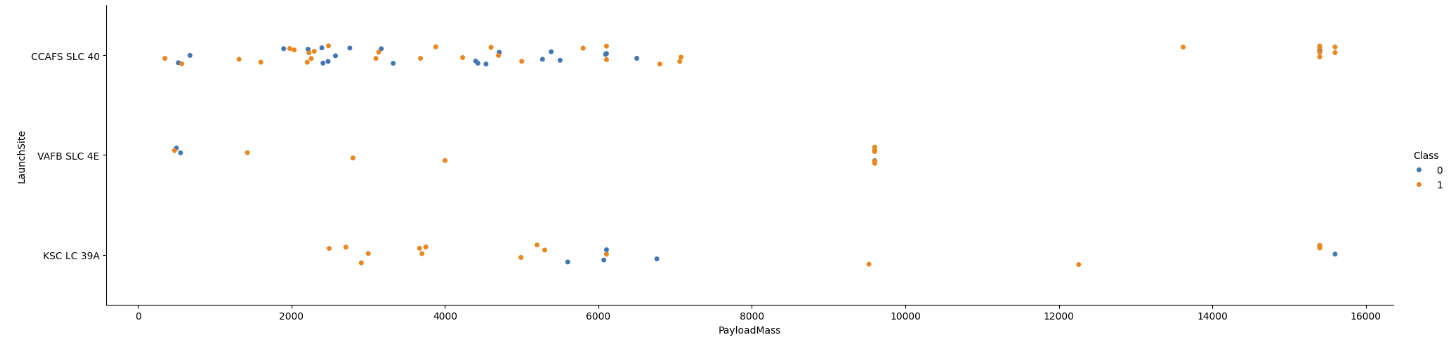 CCAFS SLC 40
VAFB SLC 4E
KSC LC 39A
LaunchSite
0 2000 4000 6000 8000 10000 12000 14000 16000
PayloadMass
Class
0
1